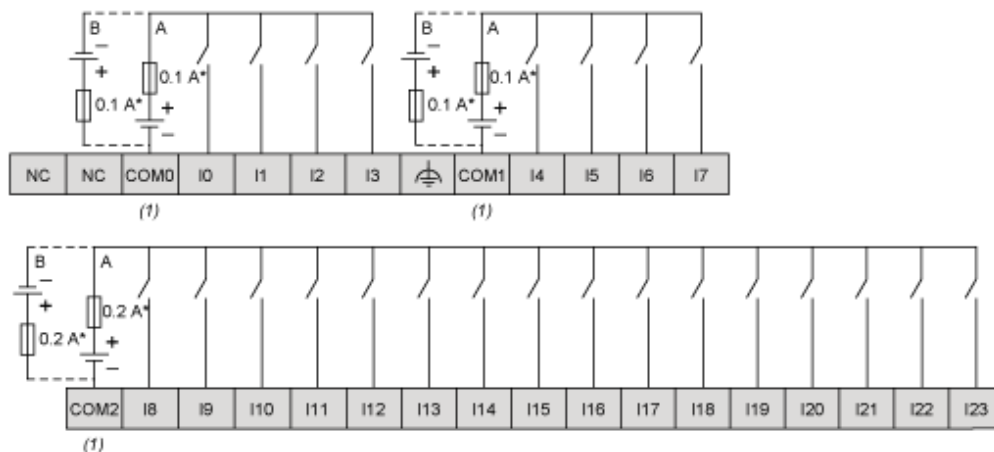 B A B A
0.1 A* 0.1 A* 0.1 A* 0.1 A*
NC NC COM0 I0 I1 I2 I3 COM1 I4 I5 I6 I7
(1) (1)
B A
0.2 A* 0.2 A*
COM2 I8 I9 I10 I11 I12 I13 I14 I15 I16 I17 I18 I19 I20 I21 I22 I23
(1)